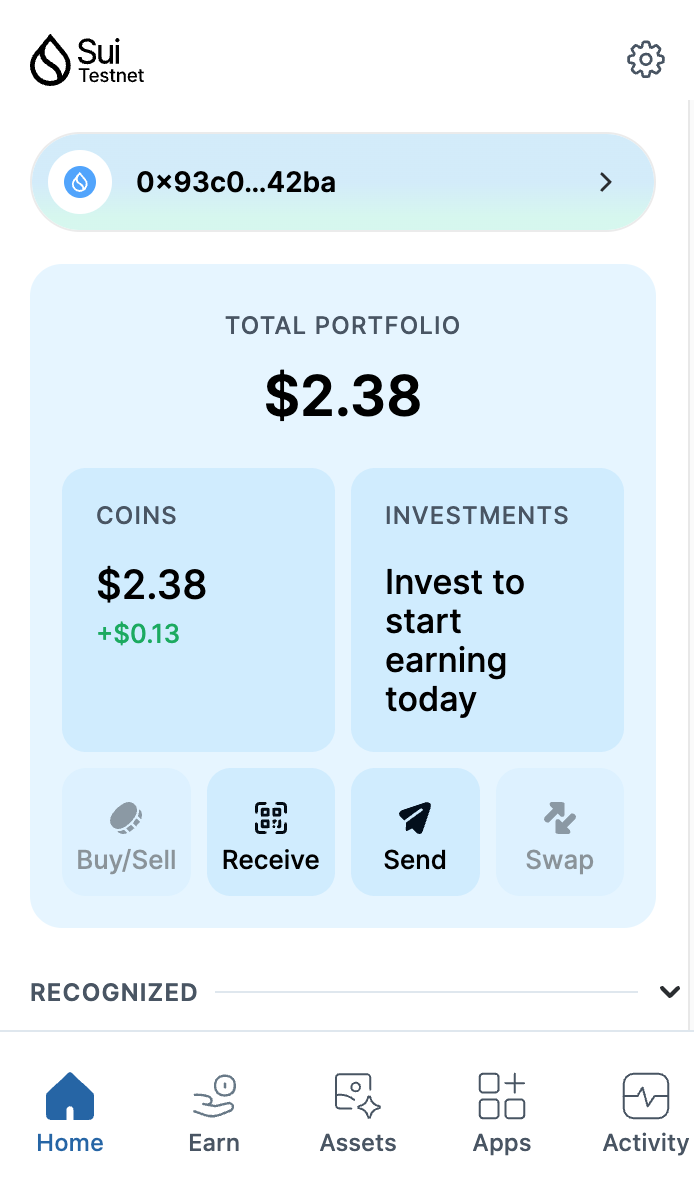 Sui
Testnet
0×93c0...42ba
TOTAL PORTFOLIO
$2.38
COINS
$2.38
+$0.13
INVESTMENTS
Invest to
start
earning
today
Buy/Sell
Receive
Send
Swap
RECOGNIZED
Home
Earn
Assets
Apps
Activity